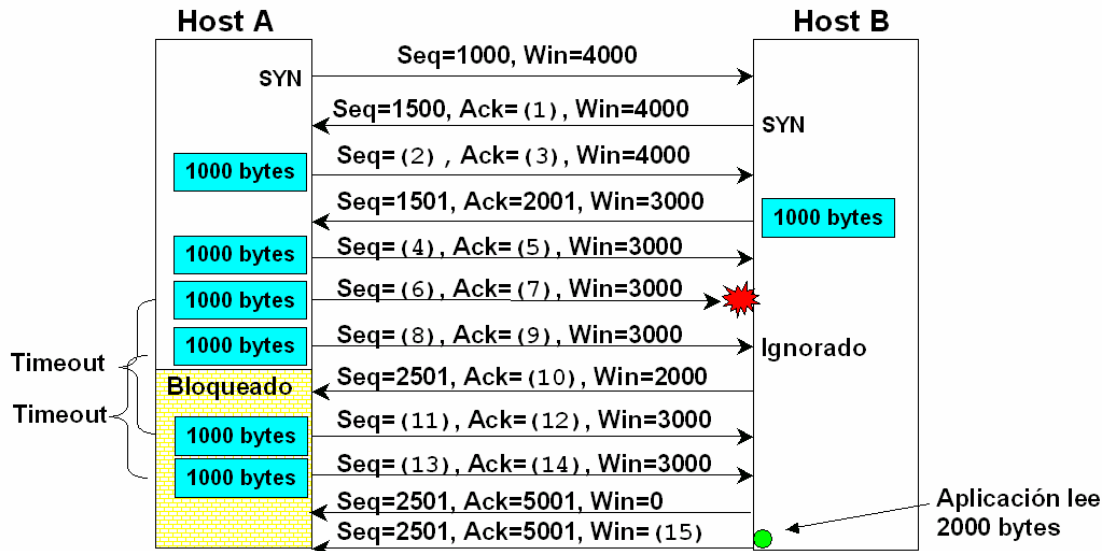 Host A
Host B
Seq=1000, Win=4000
SYN
Seq=1500, Ack=(1), Win=4000
SYN
Seq=(2), Ack=(3), Win=4000
1000 bytes
Seq=1501, Ack=2001, Win=3000
1000 bytes
Seq=(4), Ack=(5), Win=3000
1000 bytes
Seq=(6), Ack=(7), Win=3000
1000 bytes
Seq=(8), Ack=(9), Win=3000
1000 bytes
Ignorado
Timeout
Bloqueado
Seq=2501, Ack=(10), Win=2000
Timeout
Seq=(11), Ack=(12), Win=3000
1000 bytes
Seq=(13), Ack=(14), Win=3000
1000 bytes
Seq=2501, Ack=5001, Win=0
Seq=2501, Ack=5001, Win=(15)
Aplicación lee
2000 bytes